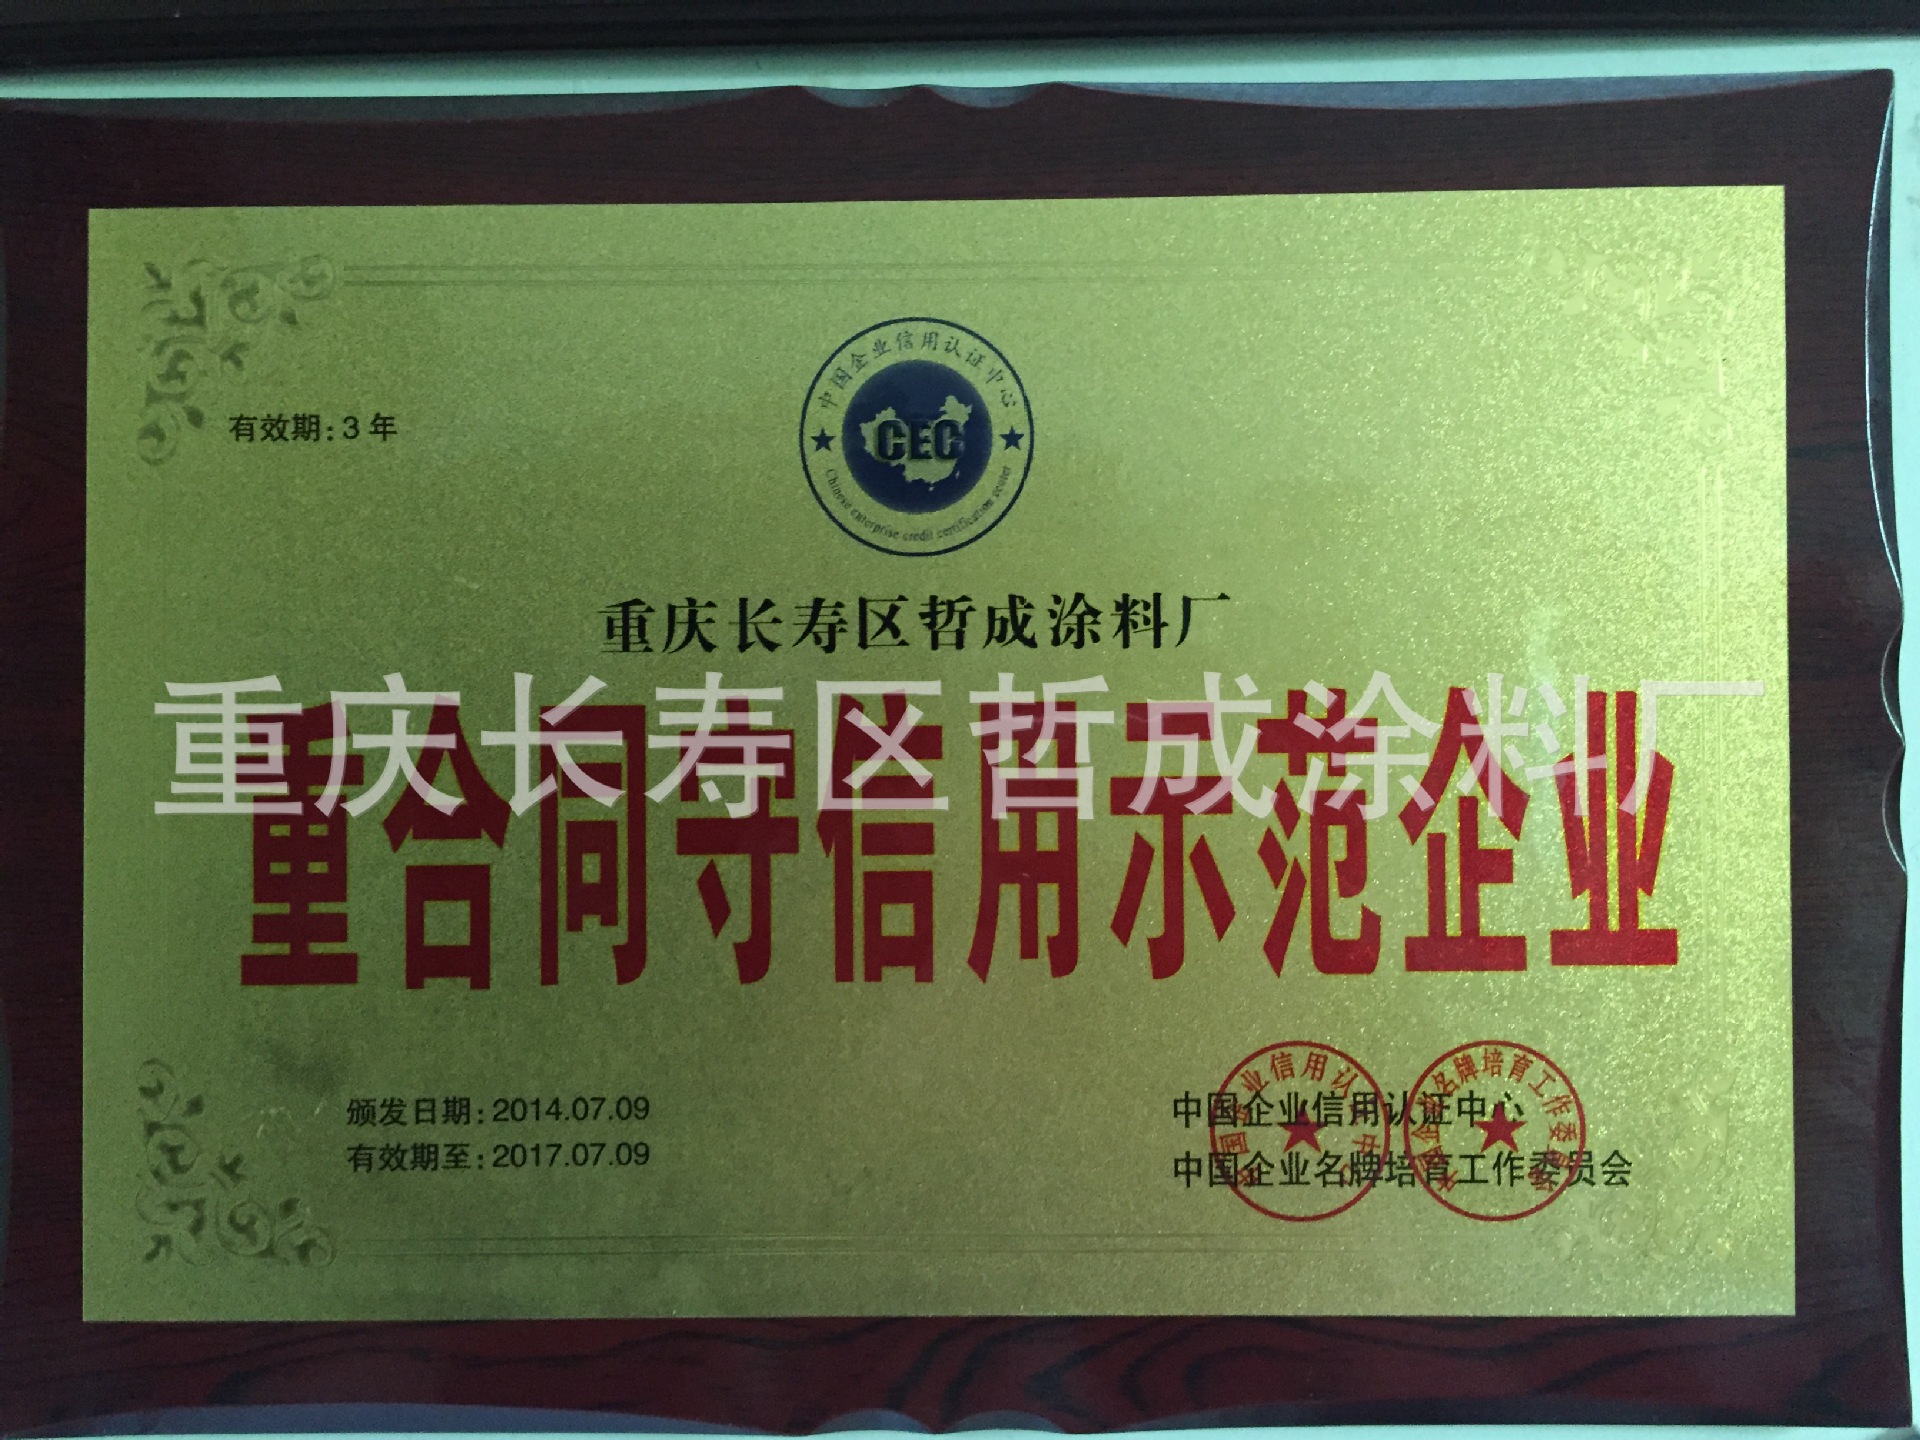 中国企业信用认证中心
CEC
Chinese enterprise credit certification center
有效期:3年
重庆长寿区哲成涂料厂
重庆长寿区哲成涂料厂
重合同守信用示范企业
颁发日期:2014.07.09
有效期至:2017.07.09
中国企业信用认证中心
中国企业名牌培育工作委员会